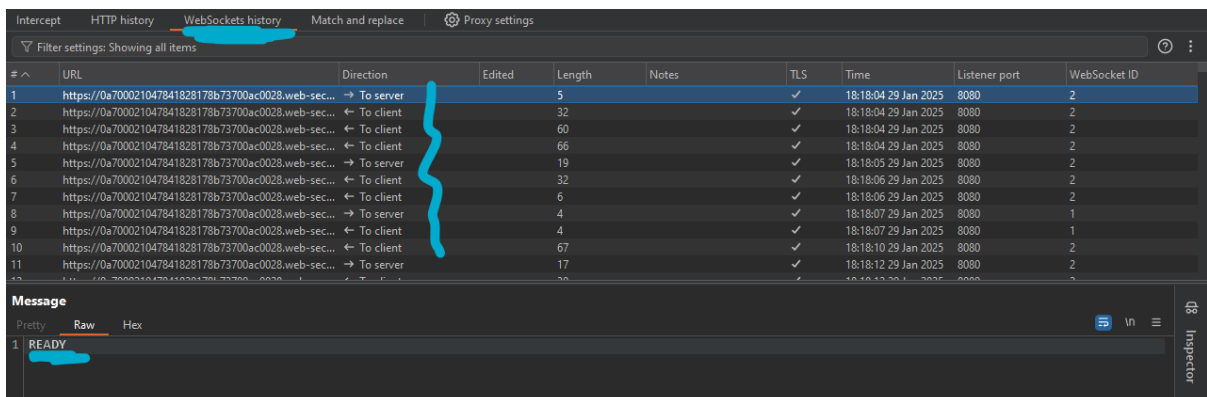 Intercept HTTP history WebSockets history Match and replace Proxy settings
Filter settings: Showing all items
# URL Direction Edited Length Notes TLS Time Listener port WebSocket ID
1 https://0a700021047841828178b73700ac0028.web-sec... → To server 5 ✓ 18:18:04 29 Jan 2025 8080 2
2 https://0a700021047841828178b73700ac0028.web-sec... ← To client 32 ✓ 18:18:04 29 Jan 2025 8080 2
3 https://0a700021047841828178b73700ac0028.web-sec... ← To client 60 ✓ 18:18:04 29 Jan 2025 8080 2
4 https://0a700021047841828178b73700ac0028.web-sec... ← To client 66 ✓ 18:18:04 29 Jan 2025 8080 2
5 https://0a700021047841828178b73700ac0028.web-sec... → To server 19 ✓ 18:18:05 29 Jan 2025 8080 2
6 https://0a700021047841828178b73700ac0028.web-sec... ← To client 32 ✓ 18:18:06 29 Jan 2025 8080 2
7 https://0a700021047841828178b73700ac0028.web-sec... ← To client 6 ✓ 18:18:06 29 Jan 2025 8080 2
8 https://0a700021047841828178b73700ac0028.web-sec... → To server 4 ✓ 18:18:07 29 Jan 2025 8080 1
9 https://0a700021047841828178b73700ac0028.web-sec... ← To client 4 ✓ 18:18:07 29 Jan 2025 8080 1
10 https://0a700021047841828178b73700ac0028.web-sec... ← To client 67 ✓ 18:18:10 29 Jan 2025 8080 2
11 https://0a700021047841828178b73700ac0028.web-sec... → To server 17 ✓ 18:18:12 29 Jan 2025 8080 2
Message
Pretty Raw Hex \n
1 READY
Inspector